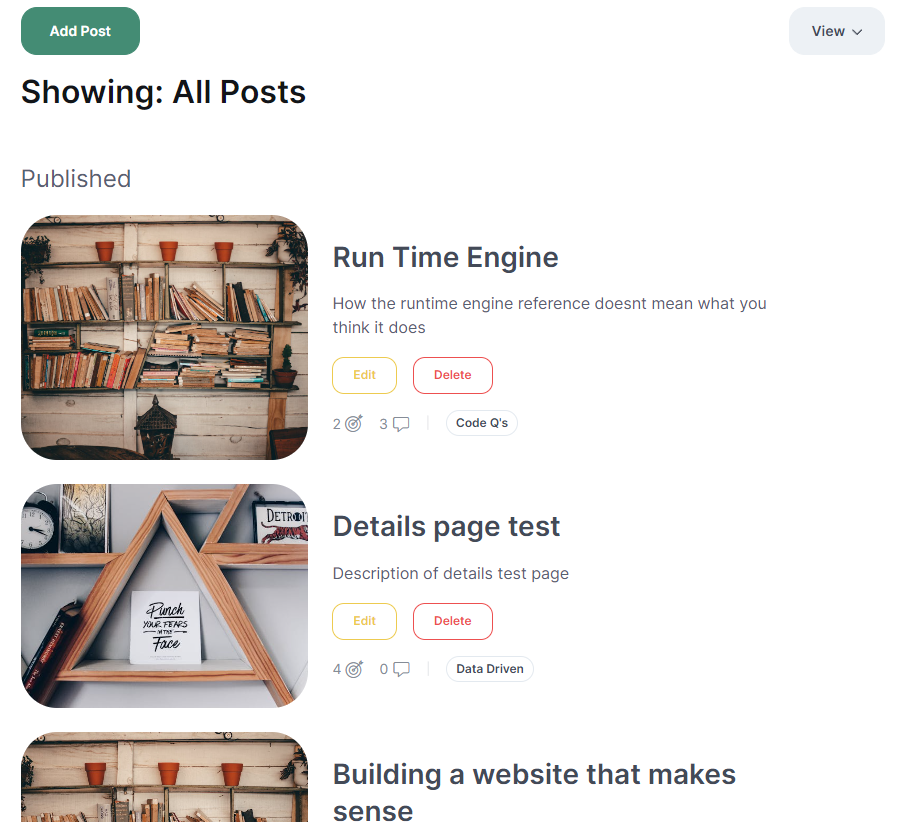 Add Post
View
Showing: All Posts
Published
Run Time Engine
How the runtime engine reference doesnt mean what you
think it does
Edit
Delete
2
3
Code Q's
DETROIT
Punch
YOUR FEARS
IN THE
Face
Details page test
Description of details test page
Edit
Delete
4
0
Data Driven
Building a website that makes
sense